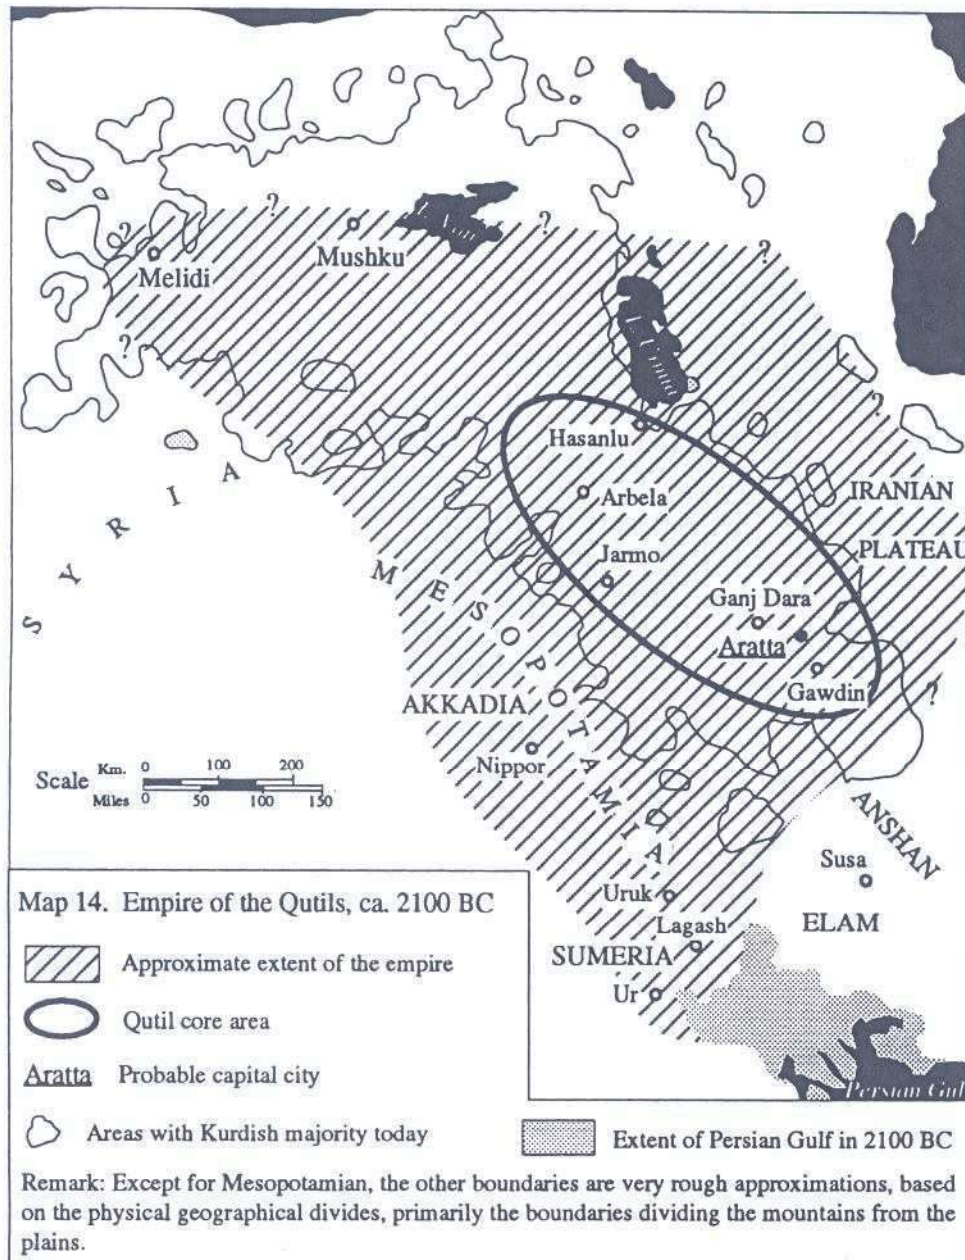 ?
?
?
?
?
?
?
Melidi
Mushku
Hasanlu
Arbela
Jarmo
Ganj Dara
Aratta
Gawdin
IRANIAN
PLATEAU
SYRIA
MESOPOTAMIA
AKKADIA
Nippor
ANSHAN
Susa
ELAM
Uruk
Lagash
SUMERIA
Ur
Persian Gulf
Scale
Km. 0 100 200
Miles 0 50 100 150
Map 14. Empire of the Qutils, ca. 2100 BC
Approximate extent of the empire
Qutil core area
Aratta Probable capital city
Areas with Kurdish majority today
Extent of Persian Gulf in 2100 BC
Remark: Except for Mesopotamian, the other boundaries are very rough approximations, based
on the physical geographical divides, primarily the boundaries dividing the mountains from the
plains.